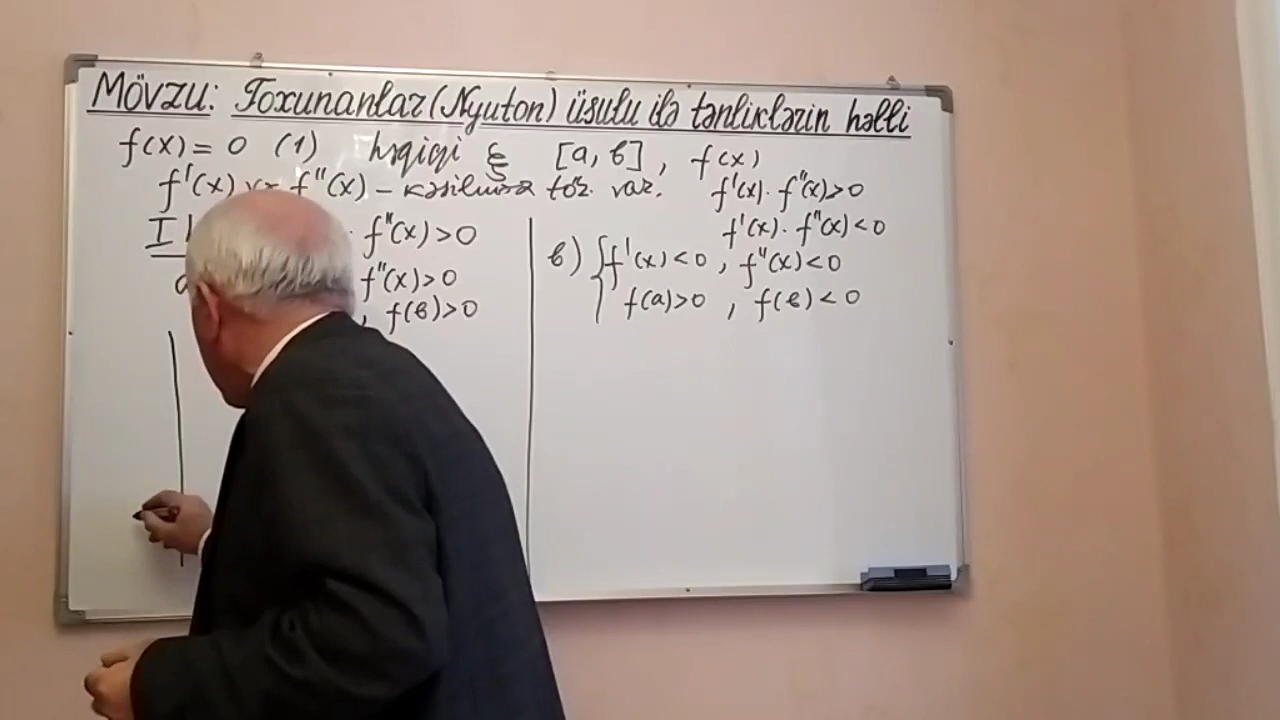 Mövzu: Toxunanlar (Nyuton) üsulu ilə tənliklərin həlli
f(x) = 0 (1) həqiqi ξ [a, b], f(x)
f'(x) və f''(x) – kəsilməz tör. var. f'(x)·f''(x)>0
f'(x)·f''(x)<0
I · f''(x)>0
a f''(x)>0
, f(b)>0
b) { f'(x)<0, f''(x)<0
f(a)>0, f(b)<0